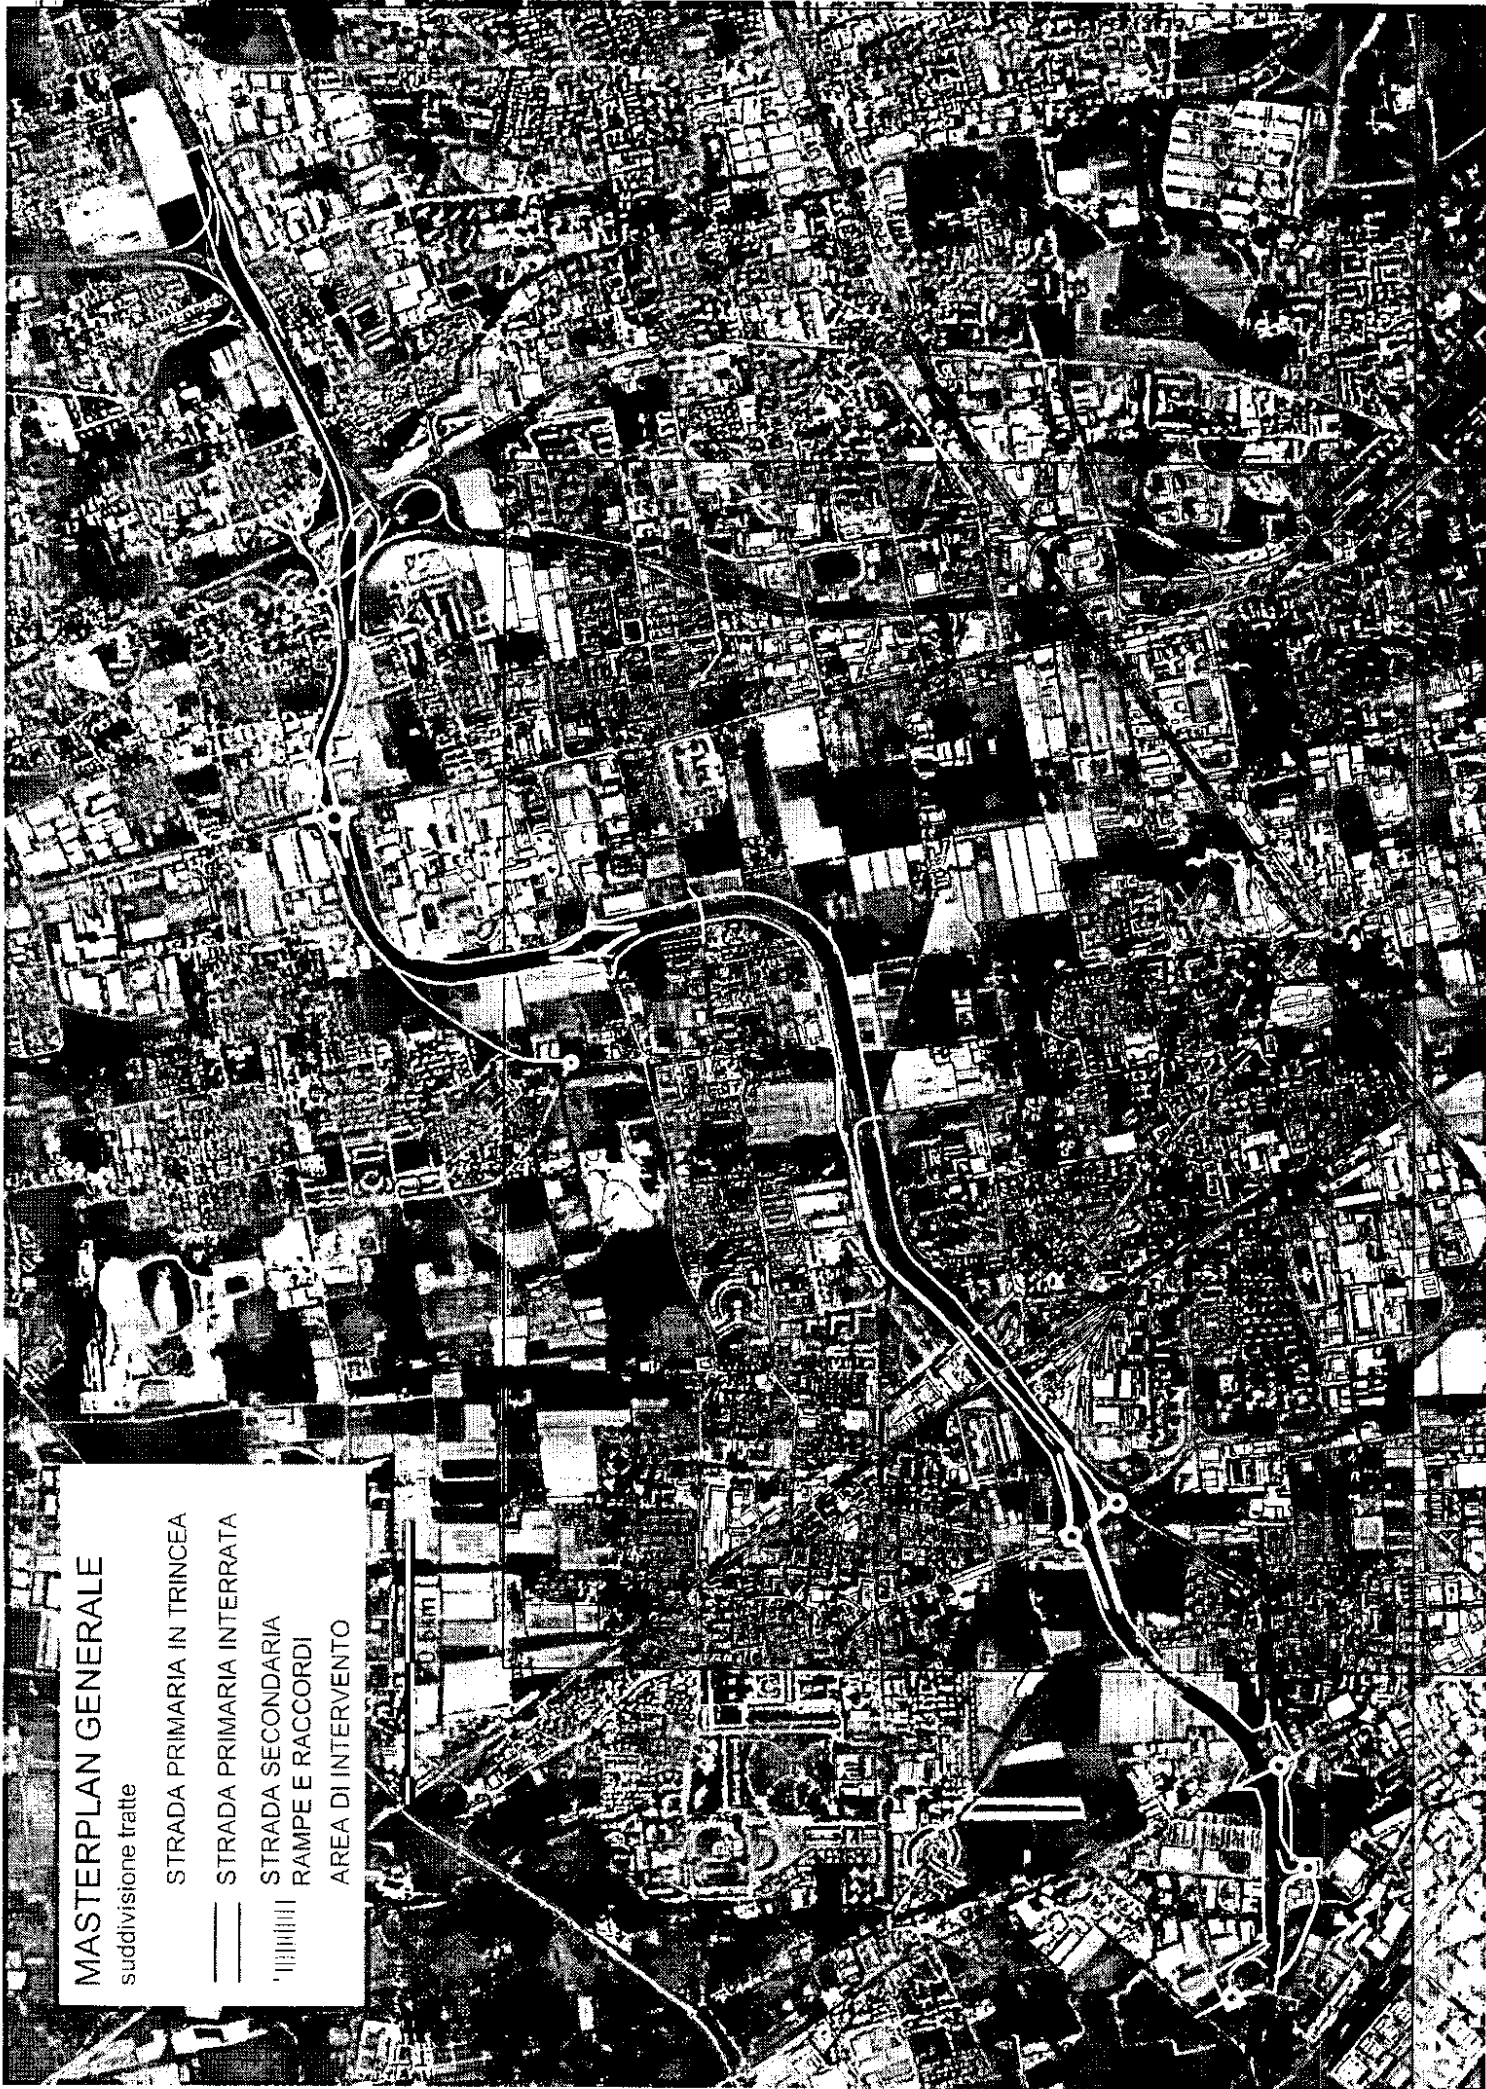 MASTERPLAN GENERALE
suddivisione tratte
STRADA PRIMARIA IN TRINCEA
STRADA PRIMARIA INTERRATA
STRADA SECONDARIA
RAMPE E RACCORDI
AREA DI INTERVENTO